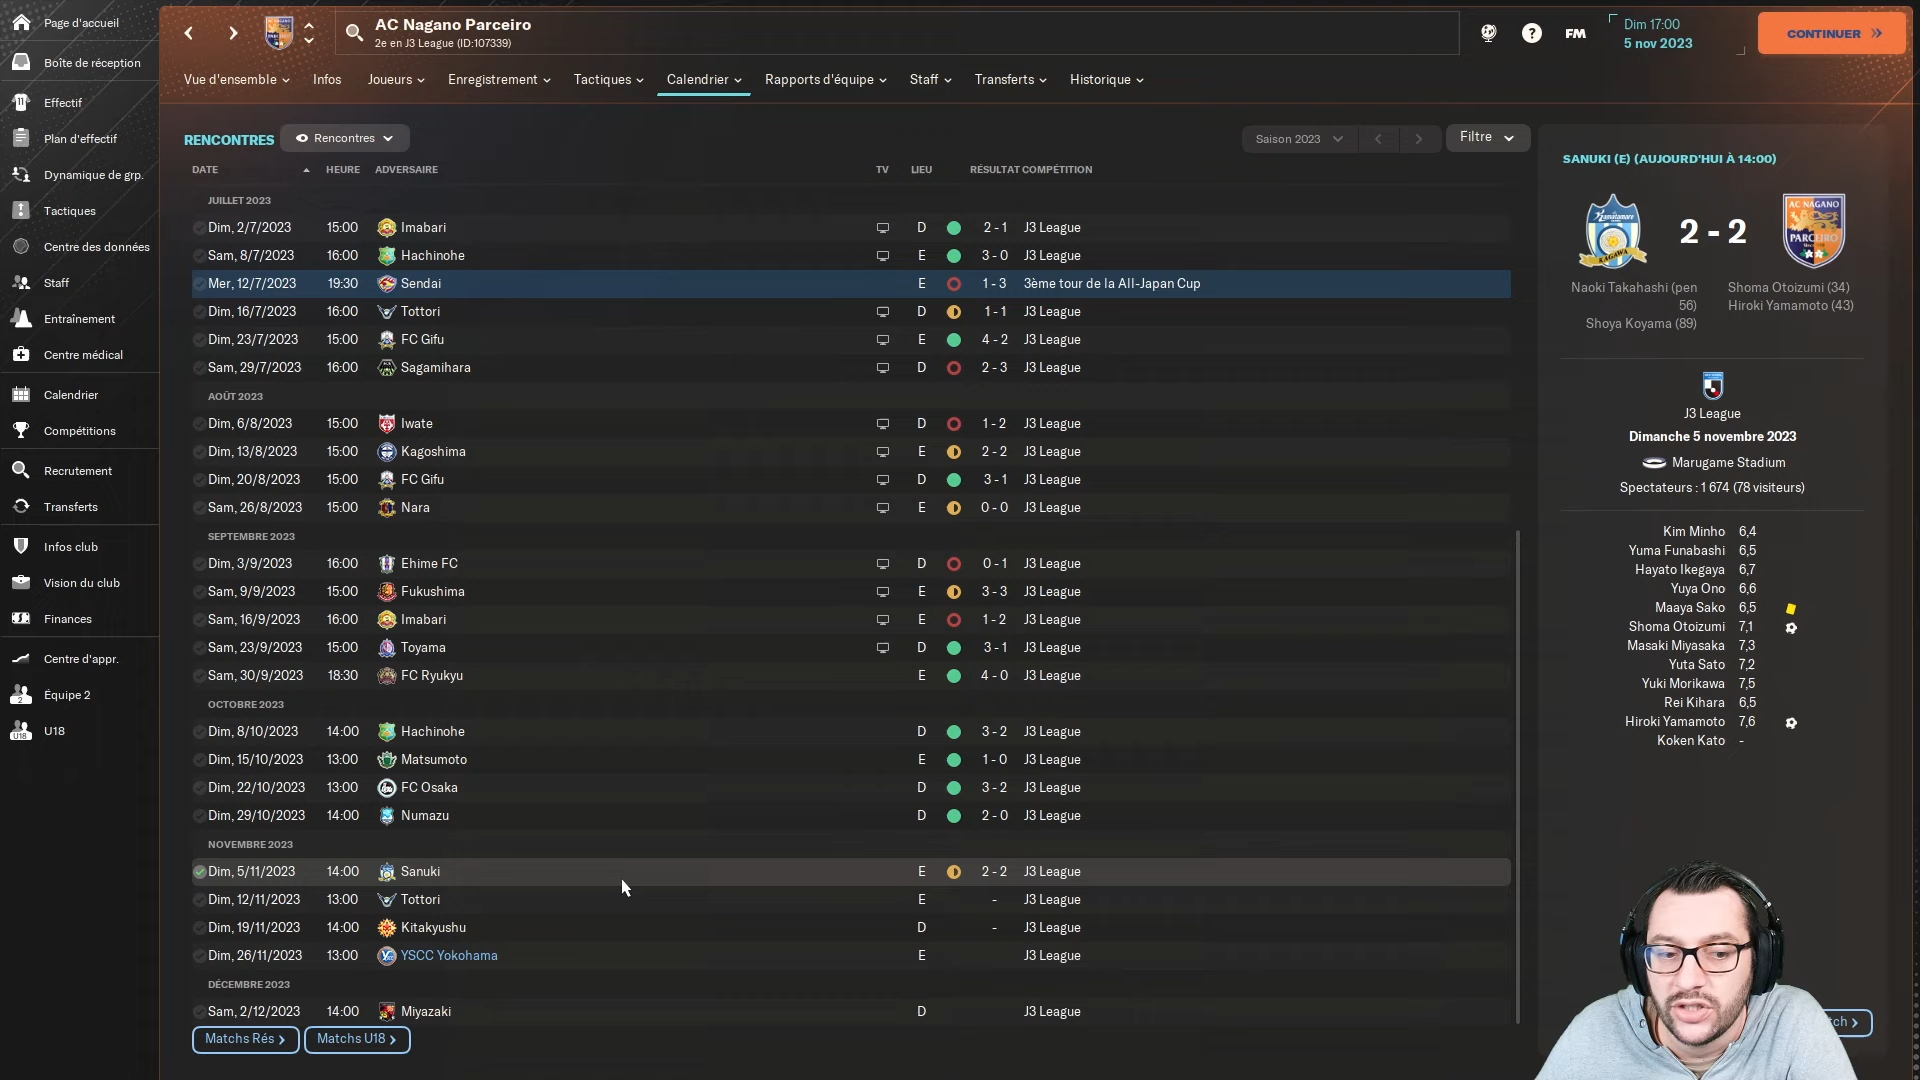 Page d'accueil
Boîte de réception
Effectif
Plan d'effectif
Dynamique de grp.
Tactiques
Centre des données
Staff
Entraînement
Centre médical
Calendrier
Compétitions
Recrutement
Transferts
Infos club
Vision du club
Finances
Centre d'appr.
Équipe 2
U18
AC Nagano Parceiro
2e en J3 League (ID:107339)
FM
Dim 17:00
5 nov 2023
CONTINUER
Vue d'ensemble Infos Joueurs Enregistrement Tactiques Calendrier Rapports d'équipe Staff Transferts Historique
RENCONTRES Rencontres Saison 2023 Filtre
DATE HEURE ADVERSAIRE TV LIEU RÉSULTAT COMPÉTITION
JUILLET 2023
Dim, 2/7/2023 15:00 Imabari D 2 - 1 J3 League
Sam, 8/7/2023 16:00 Hachinohe E 3 - 0 J3 League
Mer, 12/7/2023 19:30 Sendai E 1 - 3 3ème tour de la All-Japan Cup
Dim, 16/7/2023 16:00 Tottori D 1 - 1 J3 League
Dim, 23/7/2023 15:00 FC Gifu E 4 - 2 J3 League
Sam, 29/7/2023 16:00 Sagamihara D 2 - 3 J3 League
AOÛT 2023
Dim, 6/8/2023 15:00 Iwate D 1 - 2 J3 League
Dim, 13/8/2023 15:00 Kagoshima E 2 - 2 J3 League
Dim, 20/8/2023 15:00 FC Gifu D 3 - 1 J3 League
Sam, 26/8/2023 15:00 Nara E 0 - 0 J3 League
SEPTEMBRE 2023
Dim, 3/9/2023 16:00 Ehime FC D 0 - 1 J3 League
Sam, 9/9/2023 15:00 Fukushima E 3 - 3 J3 League
Sam, 16/9/2023 16:00 Imabari E 1 - 2 J3 League
Sam, 23/9/2023 15:00 Toyama D 3 - 1 J3 League
Sam, 30/9/2023 18:30 FC Ryukyu E 4 - 0 J3 League
OCTOBRE 2023
Dim, 8/10/2023 14:00 Hachinohe D 3 - 2 J3 League
Dim, 15/10/2023 13:00 Matsumoto E 1 - 0 J3 League
Dim, 22/10/2023 13:00 FC Osaka D 3 - 2 J3 League
Dim, 29/10/2023 14:00 Numazu D 2 - 0 J3 League
NOVEMBRE 2023
Dim, 5/11/2023 14:00 Sanuki E 2 - 2 J3 League
Dim, 12/11/2023 13:00 Tottori E - J3 League
Dim, 19/11/2023 14:00 Kitakyushu D - J3 League
Dim, 26/11/2023 13:00 YSCC Yokohama E J3 League
DÉCEMBRE 2023
Sam, 2/12/2023 14:00 Miyazaki D J3 League
Matchs Rés Matchs U18
SANUKI (E) (AUJOURD'HUI À 14:00)
Kamatamare
KAGAWA
2 - 2
AC NAGANO
PARCEIRO
Naoki Takahashi (pen
56)
Shoya Koyama (89)
Shoma Otoizumi (34)
Hiroki Yamamoto (43)
J3 League
Dimanche 5 novembre 2023
Marugame Stadium
Spectateurs : 1 674 (78 visiteurs)
Kim Minho 6,4
Yuma Funabashi 6,5
Hayato Ikegaya 6,7
Yuya Ono 6,6
Maaya Sako 6,5
Shoma Otoizumi 7,1
Masaki Miyasaka 7,3
Yuta Sato 7,2
Yuki Morikawa 7,5
Rei Kihara 6,5
Hiroki Yamamoto 7,6
Koken Kato -
tch